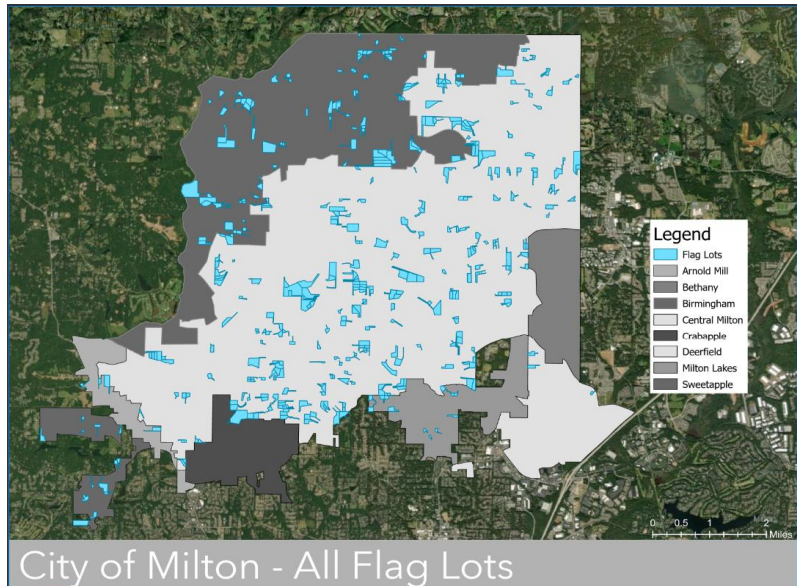 Legend
Flag Lots
Arnold Mill
Bethany
Birmingham
Central Milton
Crabapple
Deerfield
Milton Lakes
Sweetapple
0 0.5 1 2
Miles
City of Milton - All Flag Lots